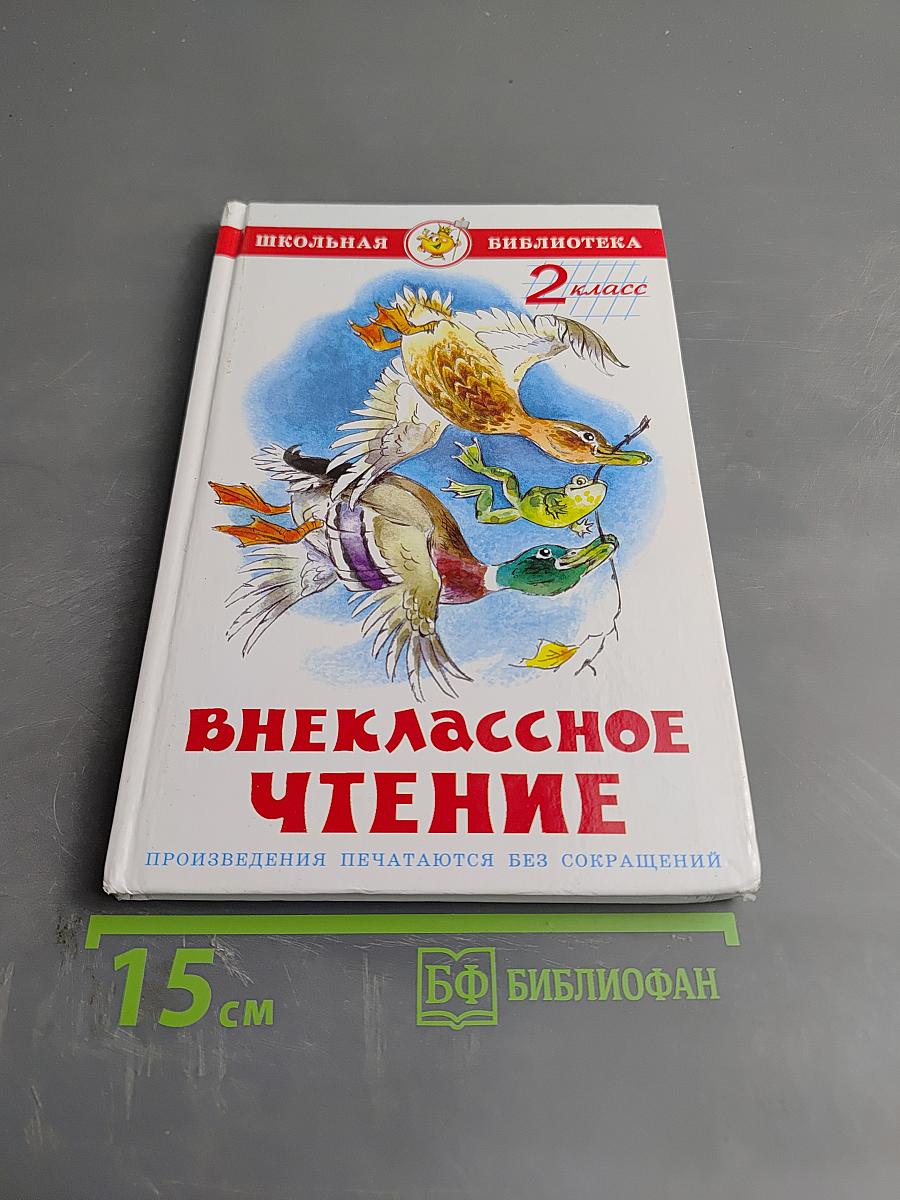 ШКОЛЬНАЯ БИБЛИОТЕКА
2 класс
ВНЕКЛАССНОЕ
ЧТЕНИЕ
ПРОИЗВЕДЕНИЯ ПЕЧАТАЮТСЯ БЕЗ СОКРАЩЕНИЙ
15 см БФ БИБЛИОФАН